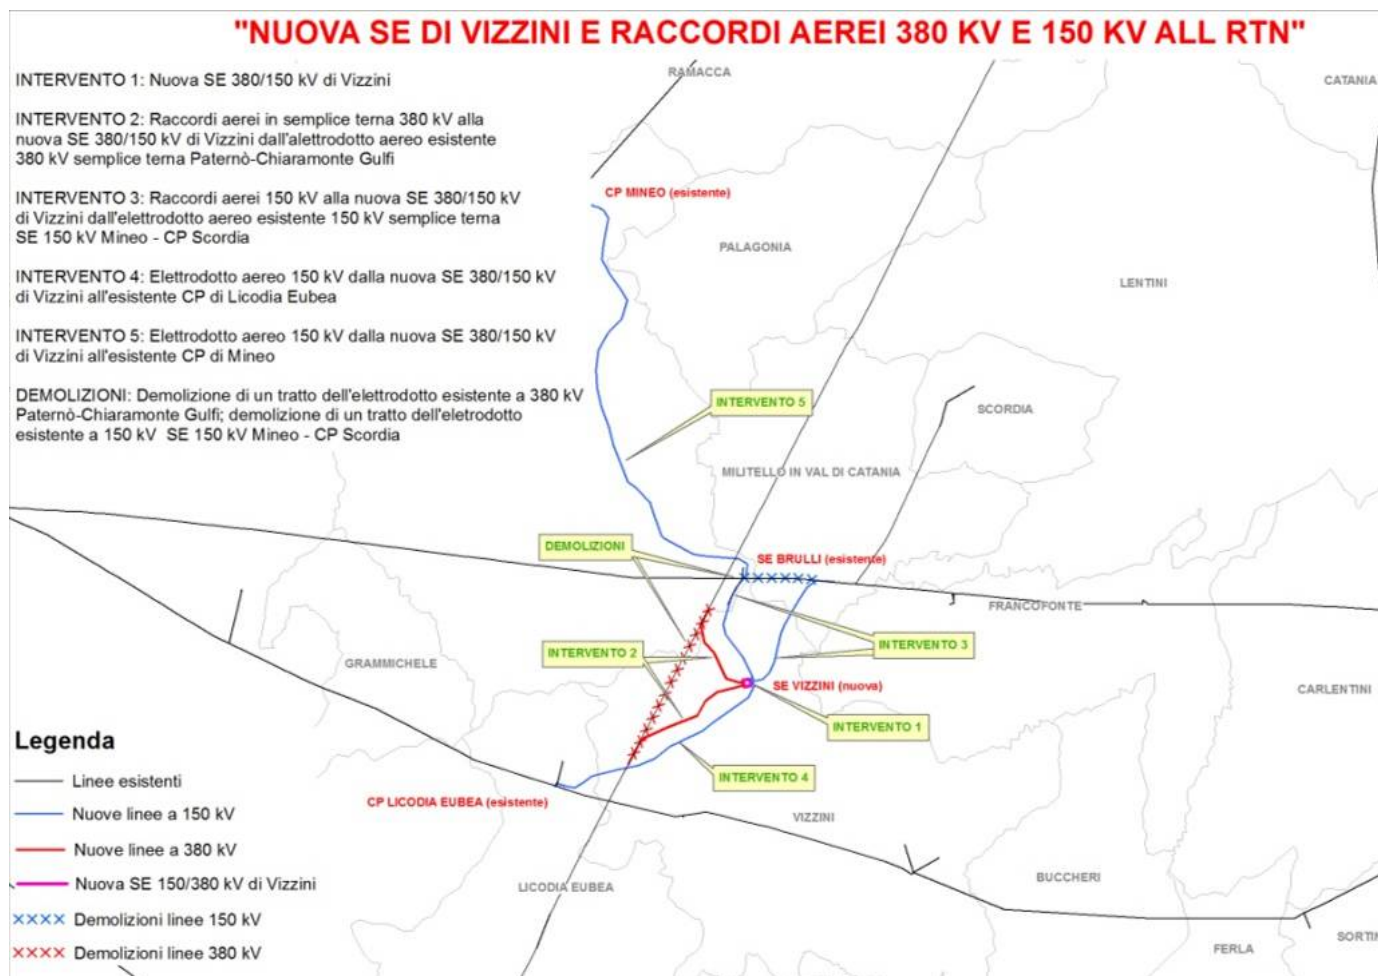 "NUOVA SE DI VIZZINI E RACCORDI AEREI 380 KV E 150 KV ALL RTN"
INTERVENTO 1: Nuova SE 380/150 kV di Vizzini
INTERVENTO 2: Raccordi aerei in semplice terna 380 kV alla
nuova SE 380/150 kV di Vizzini dall'alettrodotto aereo esistente
380 kV semplice terna Paternò-Chiaramonte Gulfi
INTERVENTO 3: Raccordi aerei 150 kV alla nuova SE 380/150 kV
di Vizzini dall'elettrodotto aereo esistente 150 kV semplice terna
SE 150 kV Mineo - CP Scordia
INTERVENTO 4: Elettrodotto aereo 150 kV dalla nuova SE 380/150 kV
di Vizzini all'esistente CP di Licodia Eubea
INTERVENTO 5: Elettrodotto aereo 150 kV dalla nuova SE 380/150 kV
di Vizzini all'esistente CP di Mineo
DEMOLIZIONI: Demolizione di un tratto dell'elettrodotto esistente a 380 kV
Paternò-Chiaramonte Gulfi; demolizione di un tratto dell'eletrodotto
esistente a 150 kV SE 150 kV Mineo - CP Scordia
RAMACCA
CATANIA
CP MINEO (esistente)
PALAGONIA
LENTINI
INTERVENTO 5
SCORDIA
MILITELLO IN VAL DI CATANIA
DEMOLIZIONI
SE BRULLI (esistente)
FRANCOFONTE
INTERVENTO 3
INTERVENTO 2
GRAMMICHELE
SE VIZZINI (nuova)
CARLENTINI
INTERVENTO 1
INTERVENTO 4
CP LICODIA EUBEA (esistente)
VIZZINI
BUCCHERI
LICODIA EUBEA
SORTIN
FERLA
Legenda
Linee esistenti
Nuove linee a 150 kV
Nuove linee a 380 kV
Nuova SE 150/380 kV di Vizzini
Demolizioni linee 150 kV
Demolizioni linee 380 kV